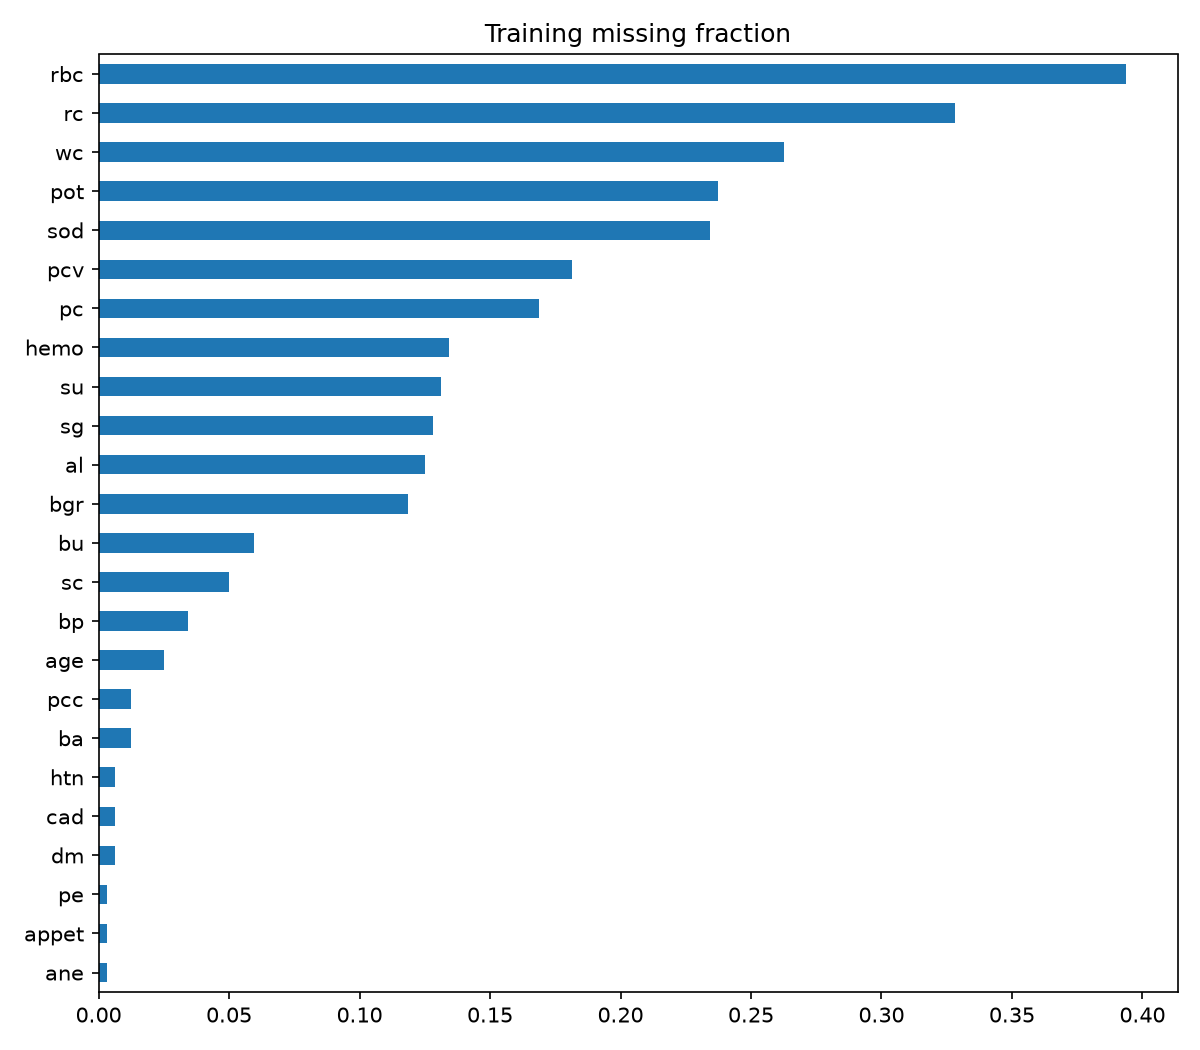 Training missing fraction
rbc
rc
wc
pot
sod
pcv
pc
hemo
su
sg
al
bgr
bu
sc
bp
age
pcc
ba
htn
cad
dm
pe
appet
ane
0.00 0.05 0.10 0.15 0.20 0.25 0.30 0.35 0.40